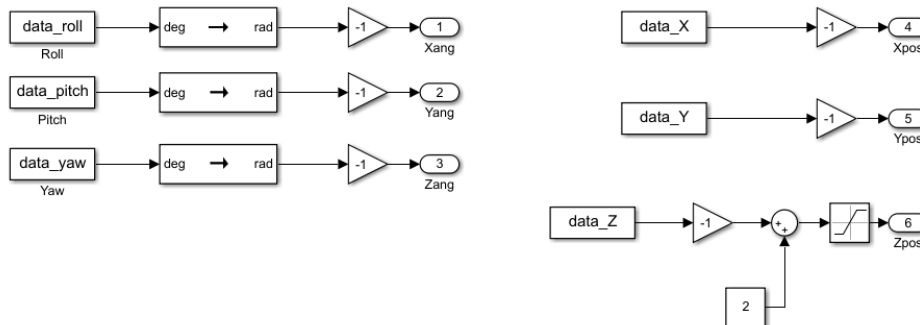 data_roll
Roll
deg → rad
-1
1
Xang
data_pitch
Pitch
deg → rad
-1
2
Yang
data_yaw
Yaw
deg → rad
-1
3
Zang
data_X
-1
4
Xpos
data_Y
-1
5
Ypos
data_Z
-1
+
+
6
Zpos
2